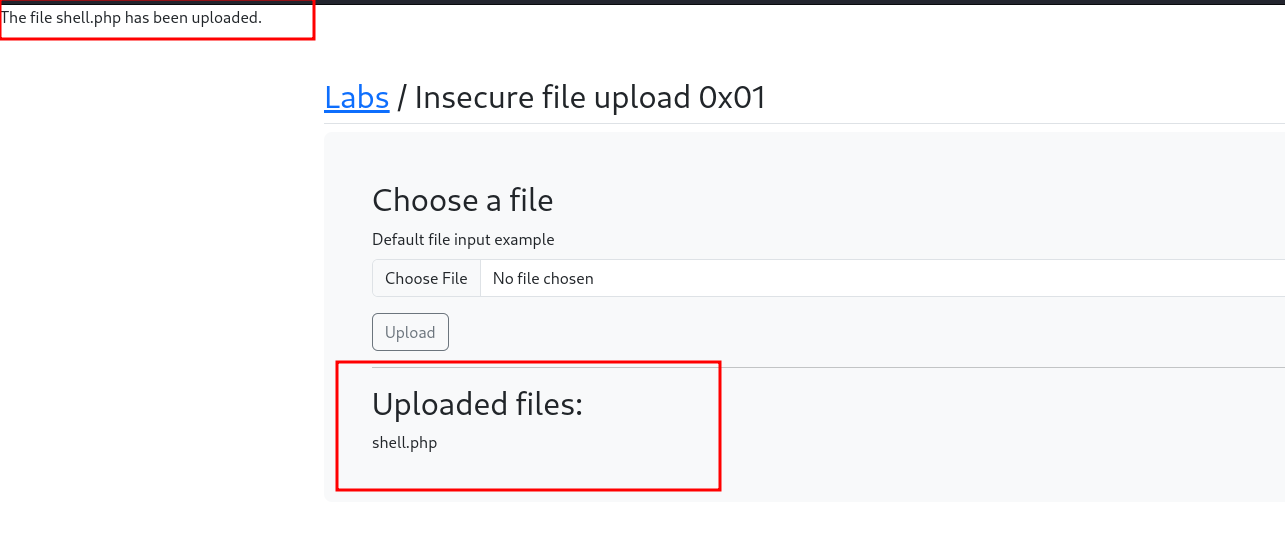 The file shell.php has been uploaded.
Labs / Insecure file upload 0x01
Choose a file
Default file input example
Choose File No file chosen
Upload
Uploaded files:
shell.php